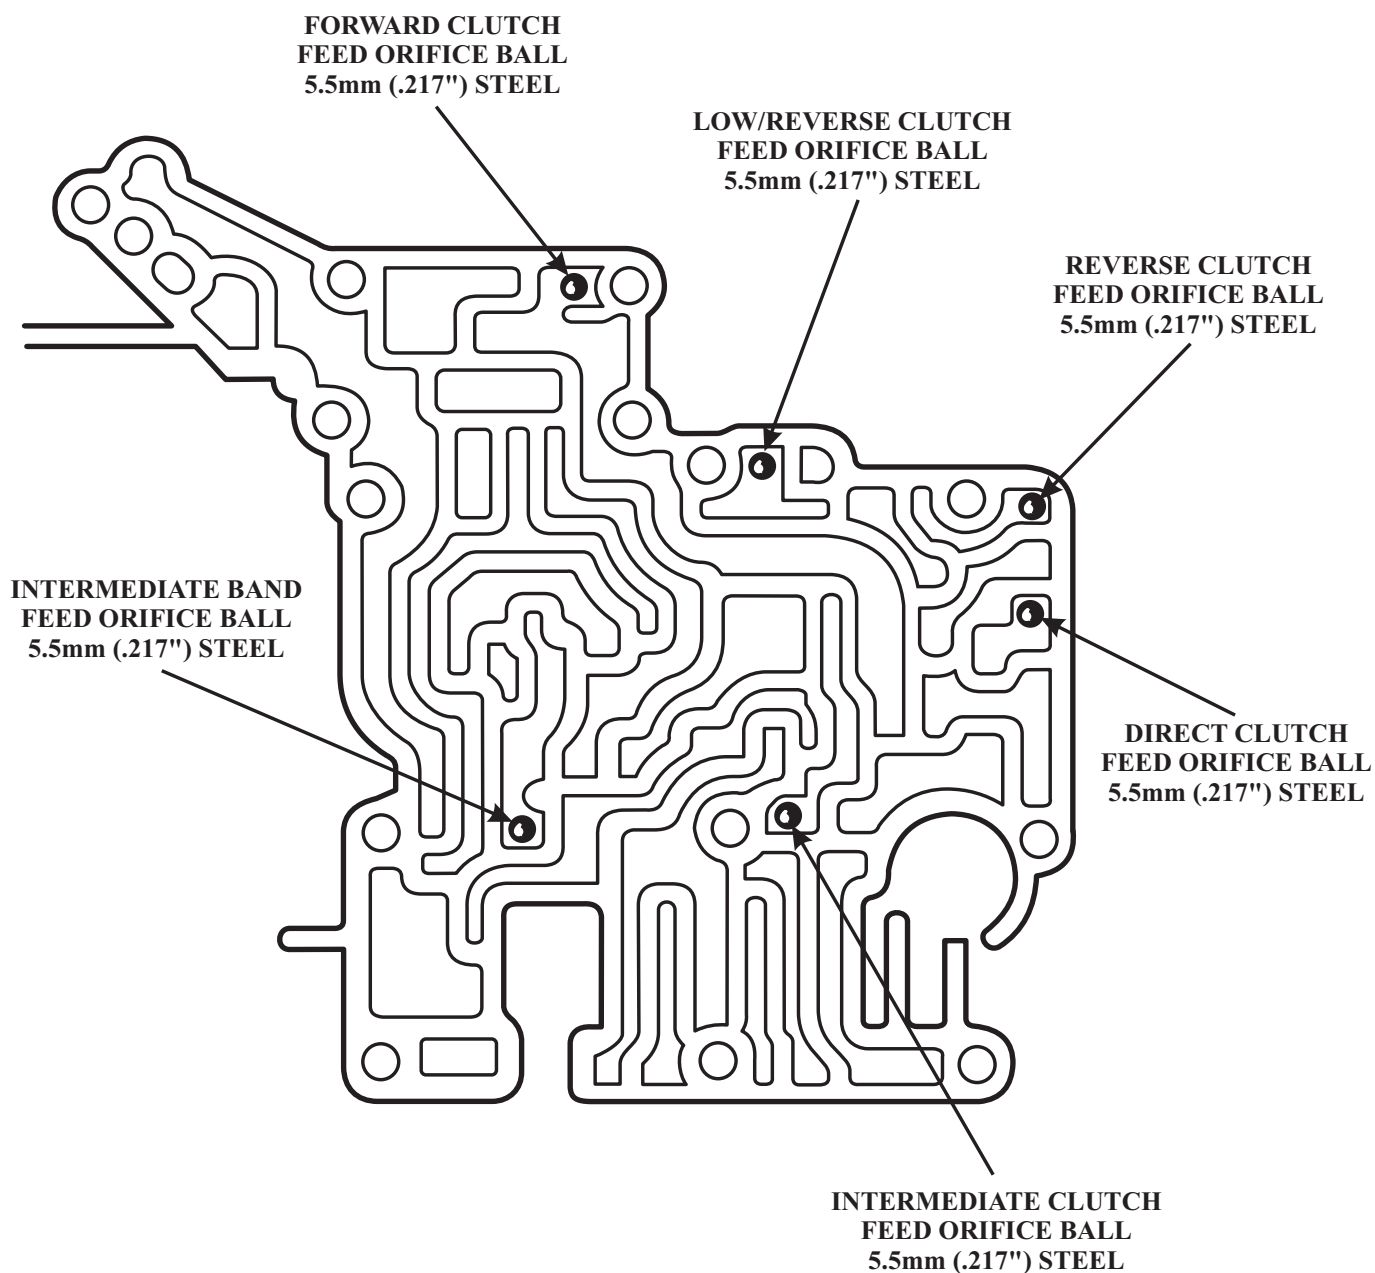 FORWARD CLUTCH
FEED ORIFICE BALL
5.5mm (.217") STEEL
LOW/REVERSE CLUTCH
FEED ORIFICE BALL
5.5mm (.217") STEEL
REVERSE CLUTCH
FEED ORIFICE BALL
5.5mm (.217") STEEL
INTERMEDIATE BAND
FEED ORIFICE BALL
5.5mm (.217") STEEL
DIRECT CLUTCH
FEED ORIFICE BALL
5.5mm (.217") STEEL
INTERMEDIATE CLUTCH
FEED ORIFICE BALL
5.5mm (.217") STEEL